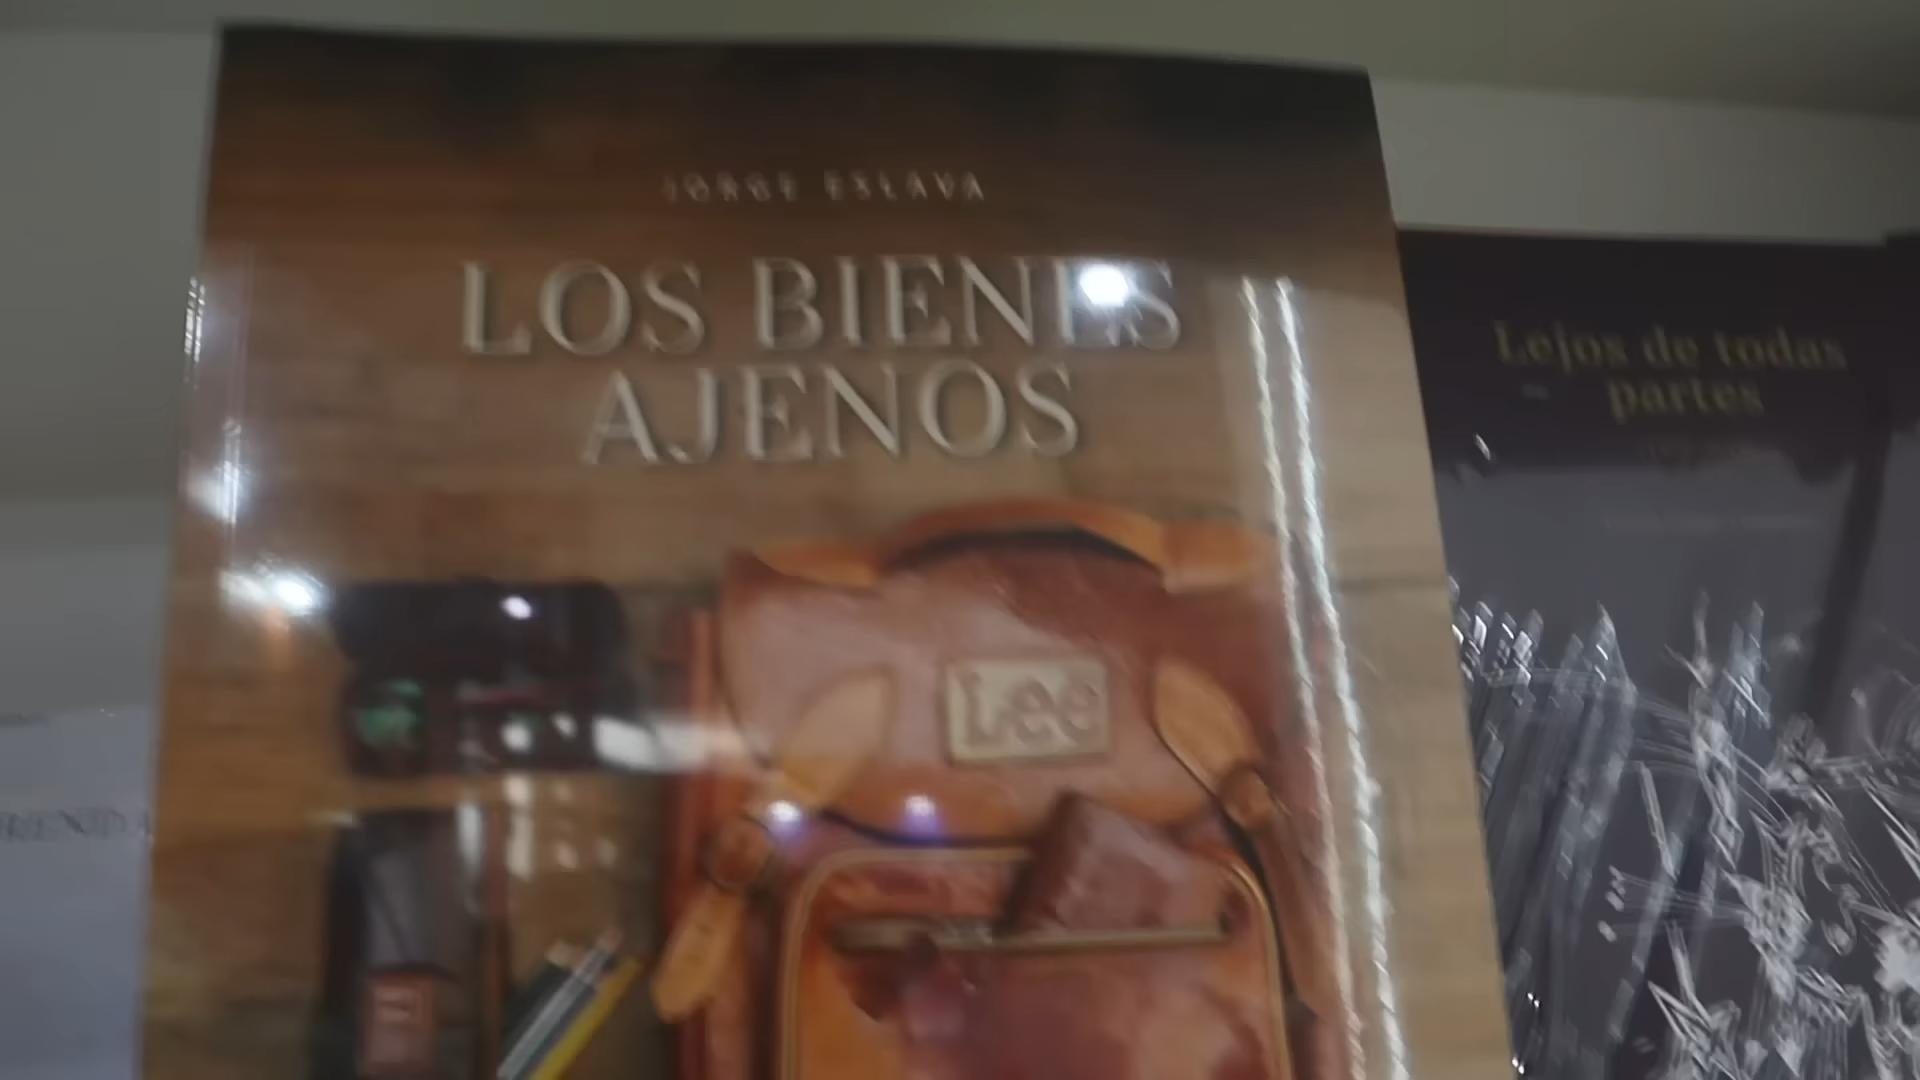 JORGE ESLAVA
LOS BIENES
AJENOS
Lee
Lejos de todas
partes